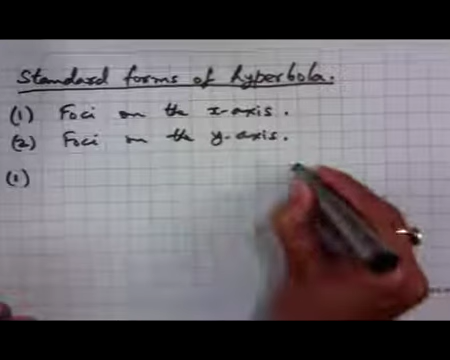 Standard forms of hyperbola.
(1) Foci on the x-axis.
(2) Foci on the y-axis.
(1)